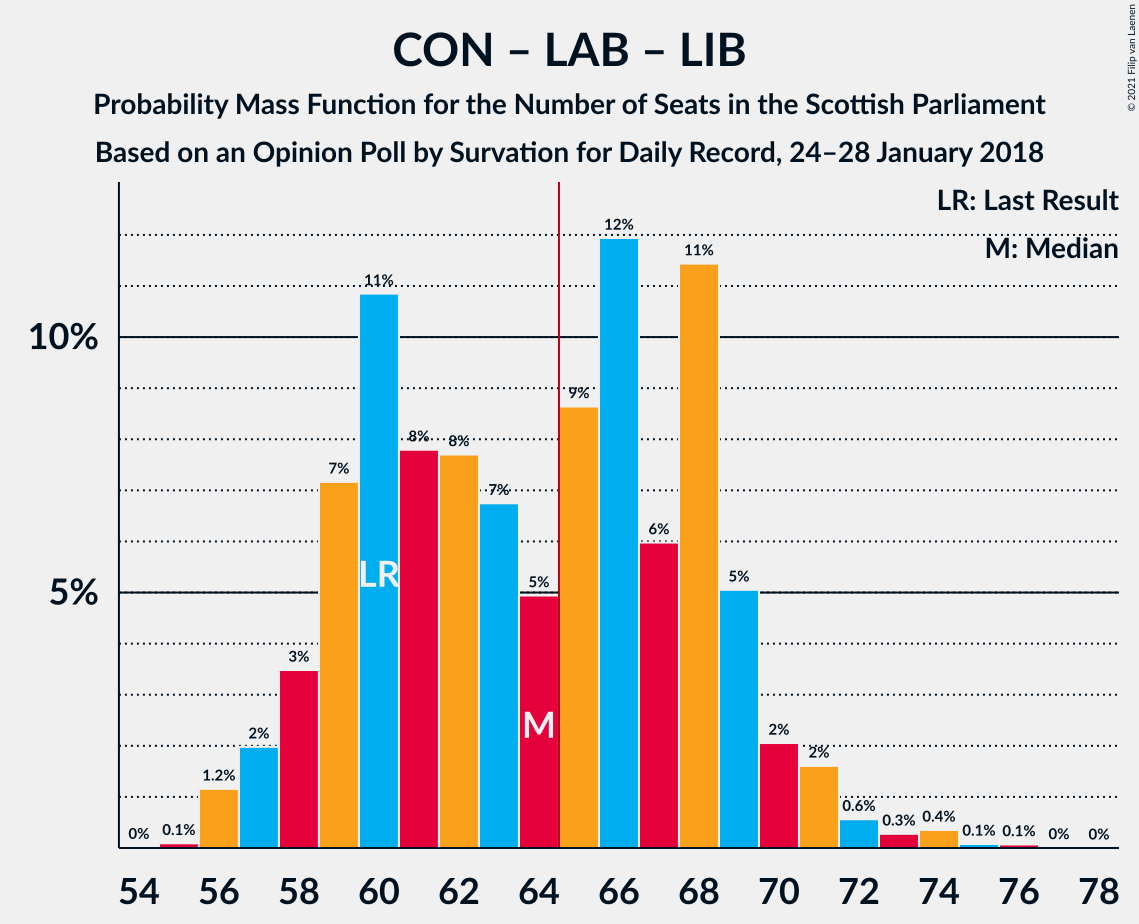 CON – LAB – LIB
Probability Mass Function for the Number of Seats in the Scottish Parliament
Based on an Opinion Poll by Survation for Daily Record, 24–28 January 2018
© 2021 Filip van Laenen
LR: Last Result
M: Median
10%
5%
0% 0.1% 1.2% 2% 3% 7% 11% 8% 8% 7% 5% 9% 12% 6% 11% 5% 2% 2% 0.6% 0.3% 0.4% 0.1% 0.1% 0% 0%
LR
M
54 56 58 60 62 64 66 68 70 72 74 76 78